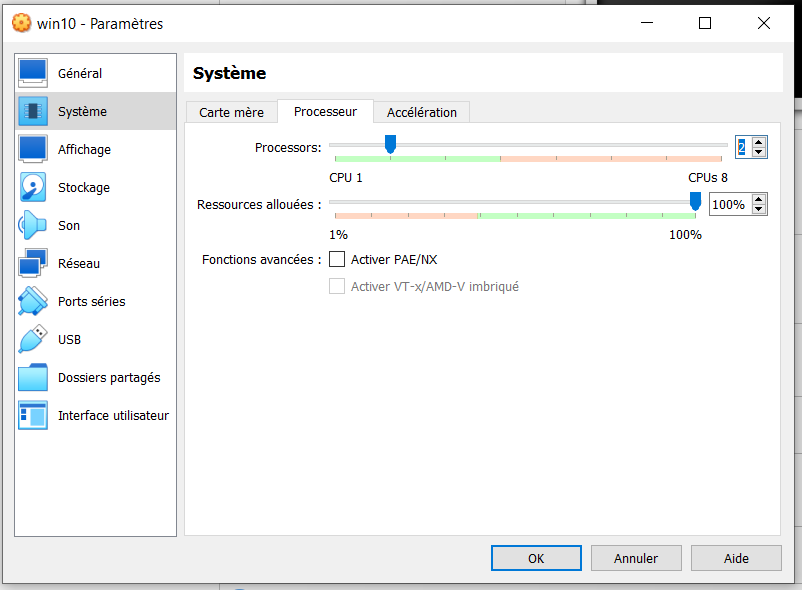 win10 - Paramètres
Général
Système
Affichage
Stockage
Son
Réseau
Ports séries
USB
Dossiers partagés
Interface utilisateur
Système
Carte mère
Processeur
Accélération
Processors:
2
CPU 1
CPUs 8
Ressources allouées :
100%
1%
100%
Fonctions avancées :
Activer PAE/NX
Activer VT-x/AMD-V imbriqué
OK
Annuler
Aide